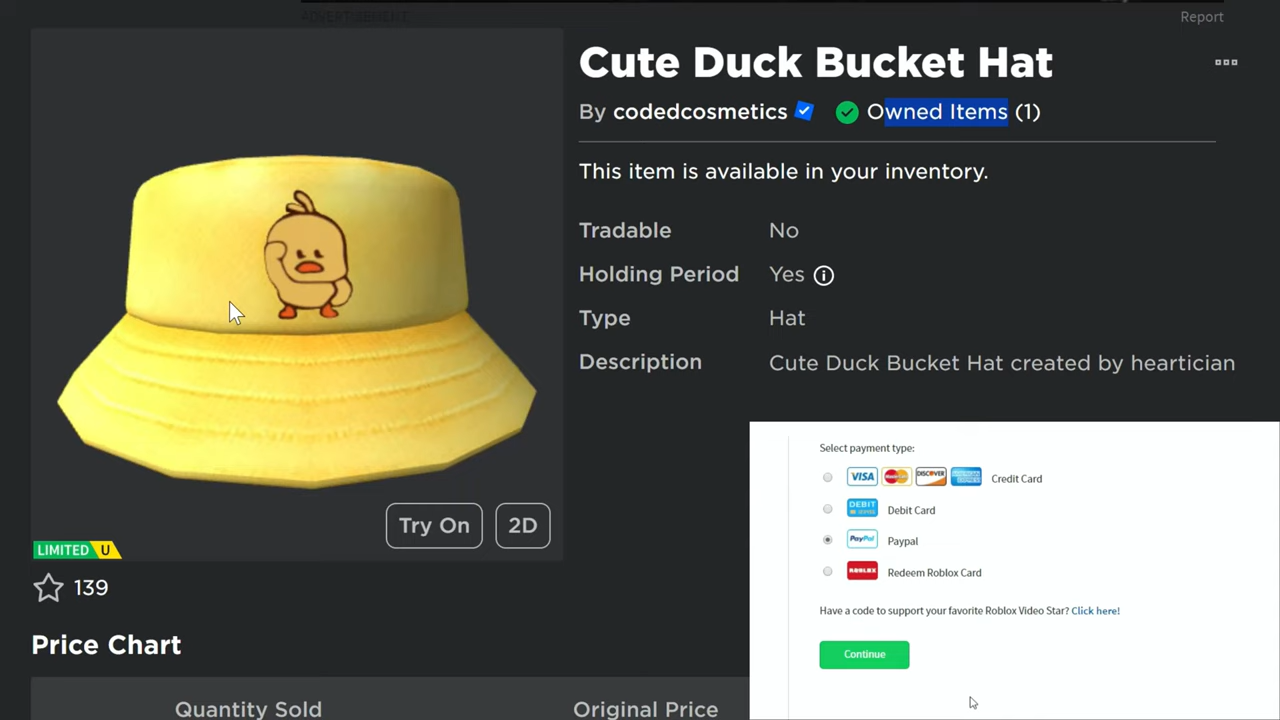 ADVERTISEMENT
Report
Cute Duck Bucket Hat
By codedcosmetics Owned Items (1)
This item is available in your inventory.
Tradable No
Holding Period Yes
Type Hat
Description Cute Duck Bucket Hat created by heartician
Try On 2D
LIMITED U
139
Price Chart
Quantity Sold Original Price
Select payment type:
VISA MasterCard DISCOVER Credit Card
DEBIT Debit Card
PayPal Paypal
ROBLOX Redeem Roblox Card
Have a code to support your favorite Roblox Video Star? Click here!
Continue